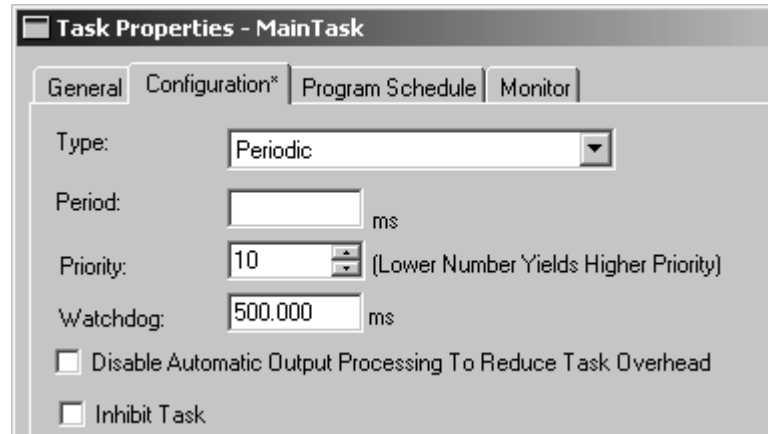 Task Properties - MainTask
General Configuration* Program Schedule Monitor
Type: Periodic
Period: ms
Priority: 10 (Lower Number Yields Higher Priority)
Watchdog: 500.000 ms
Disable Automatic Output Processing To Reduce Task Overhead
Inhibit Task